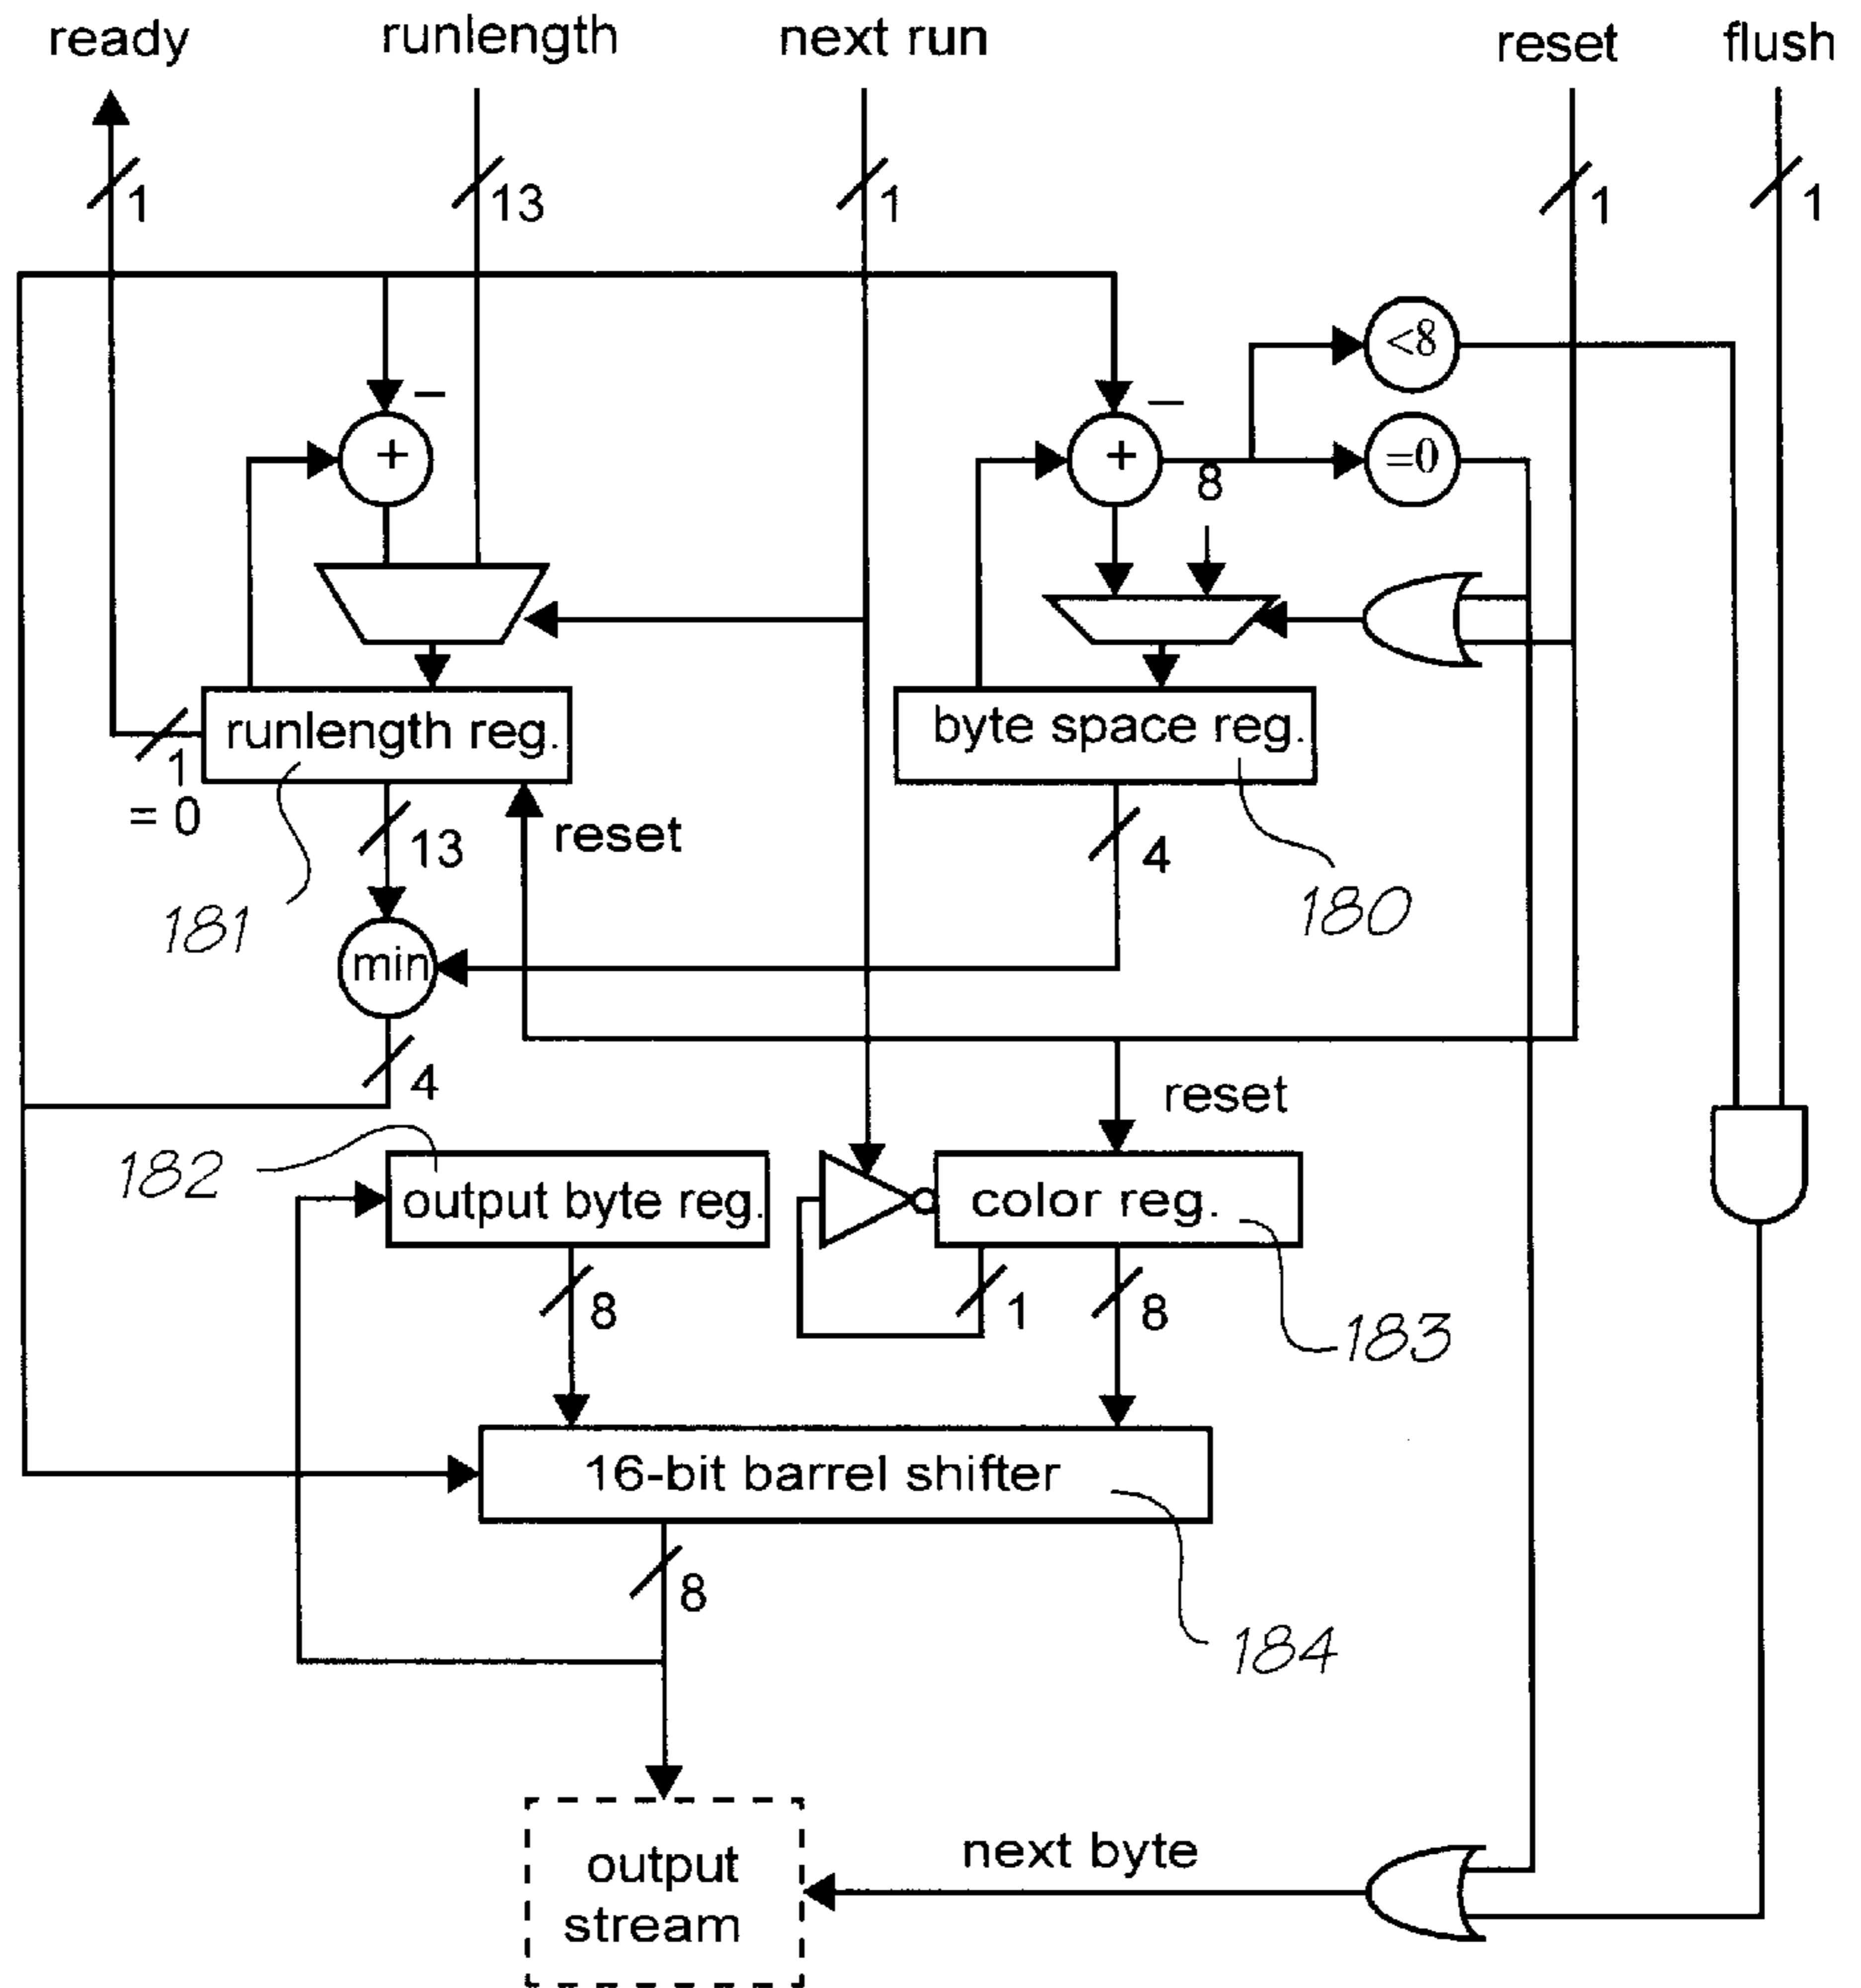 ready
runlength
next run
reset
flush
1
13
1
1
1
<8
−
−
+
+
=0
8
runlength reg.
byte space reg.
1
= 0
13
reset
4
181
180
min
4
reset
182
output byte reg.
color reg.
8
1
8
183
16-bit barrel shifter
8
184
next byte
output
stream